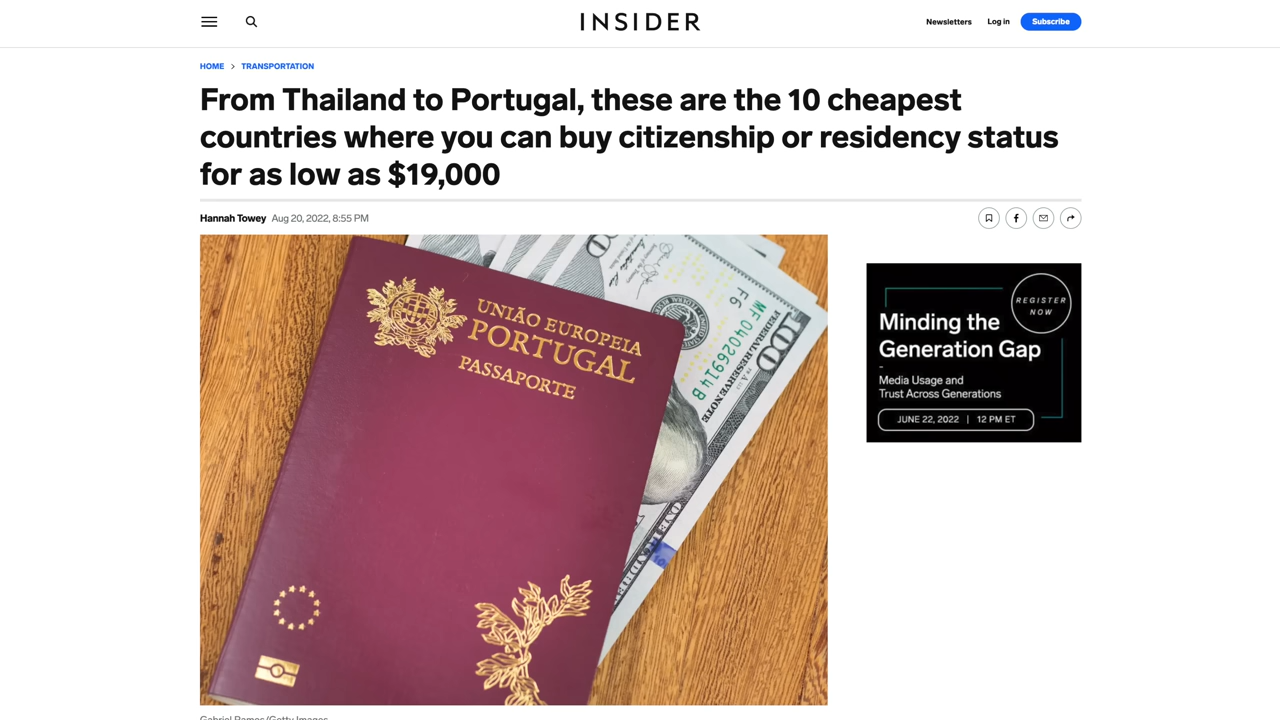 INSIDER
Newsletters
Log in
Subscribe
HOME > TRANSPORTATION
From Thailand to Portugal, these are the 10 cheapest
countries where you can buy citizenship or residency status
for as low as $19,000
Hannah Towey Aug 20, 2022, 8:55 PM
UNIÃO EUROPEIA
PORTUGAL
PASSAPORTE
F6
MF04026914B
FEDERAL RESERVE NOTE
100
REGISTER
NOW
Minding the
Generation Gap
Media Usage and
Trust Across Generations
JUNE 22, 2022 | 12 PM ET